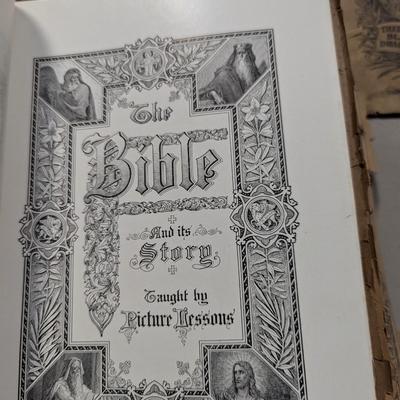 The
Bible
And its
Story
Taught by
Picture Lessons